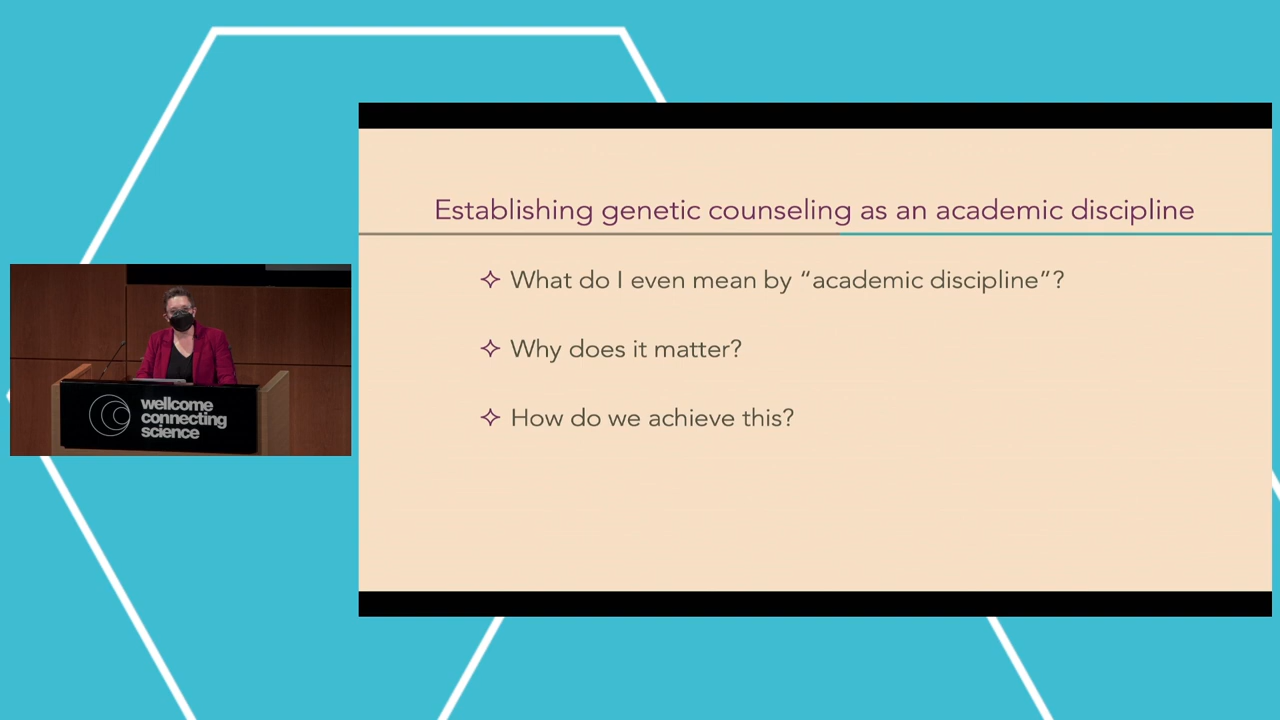 Establishing genetic counseling as an academic discipline
What do I even mean by “academic discipline”?
Why does it matter?
How do we achieve this?
wellcome
connecting
science